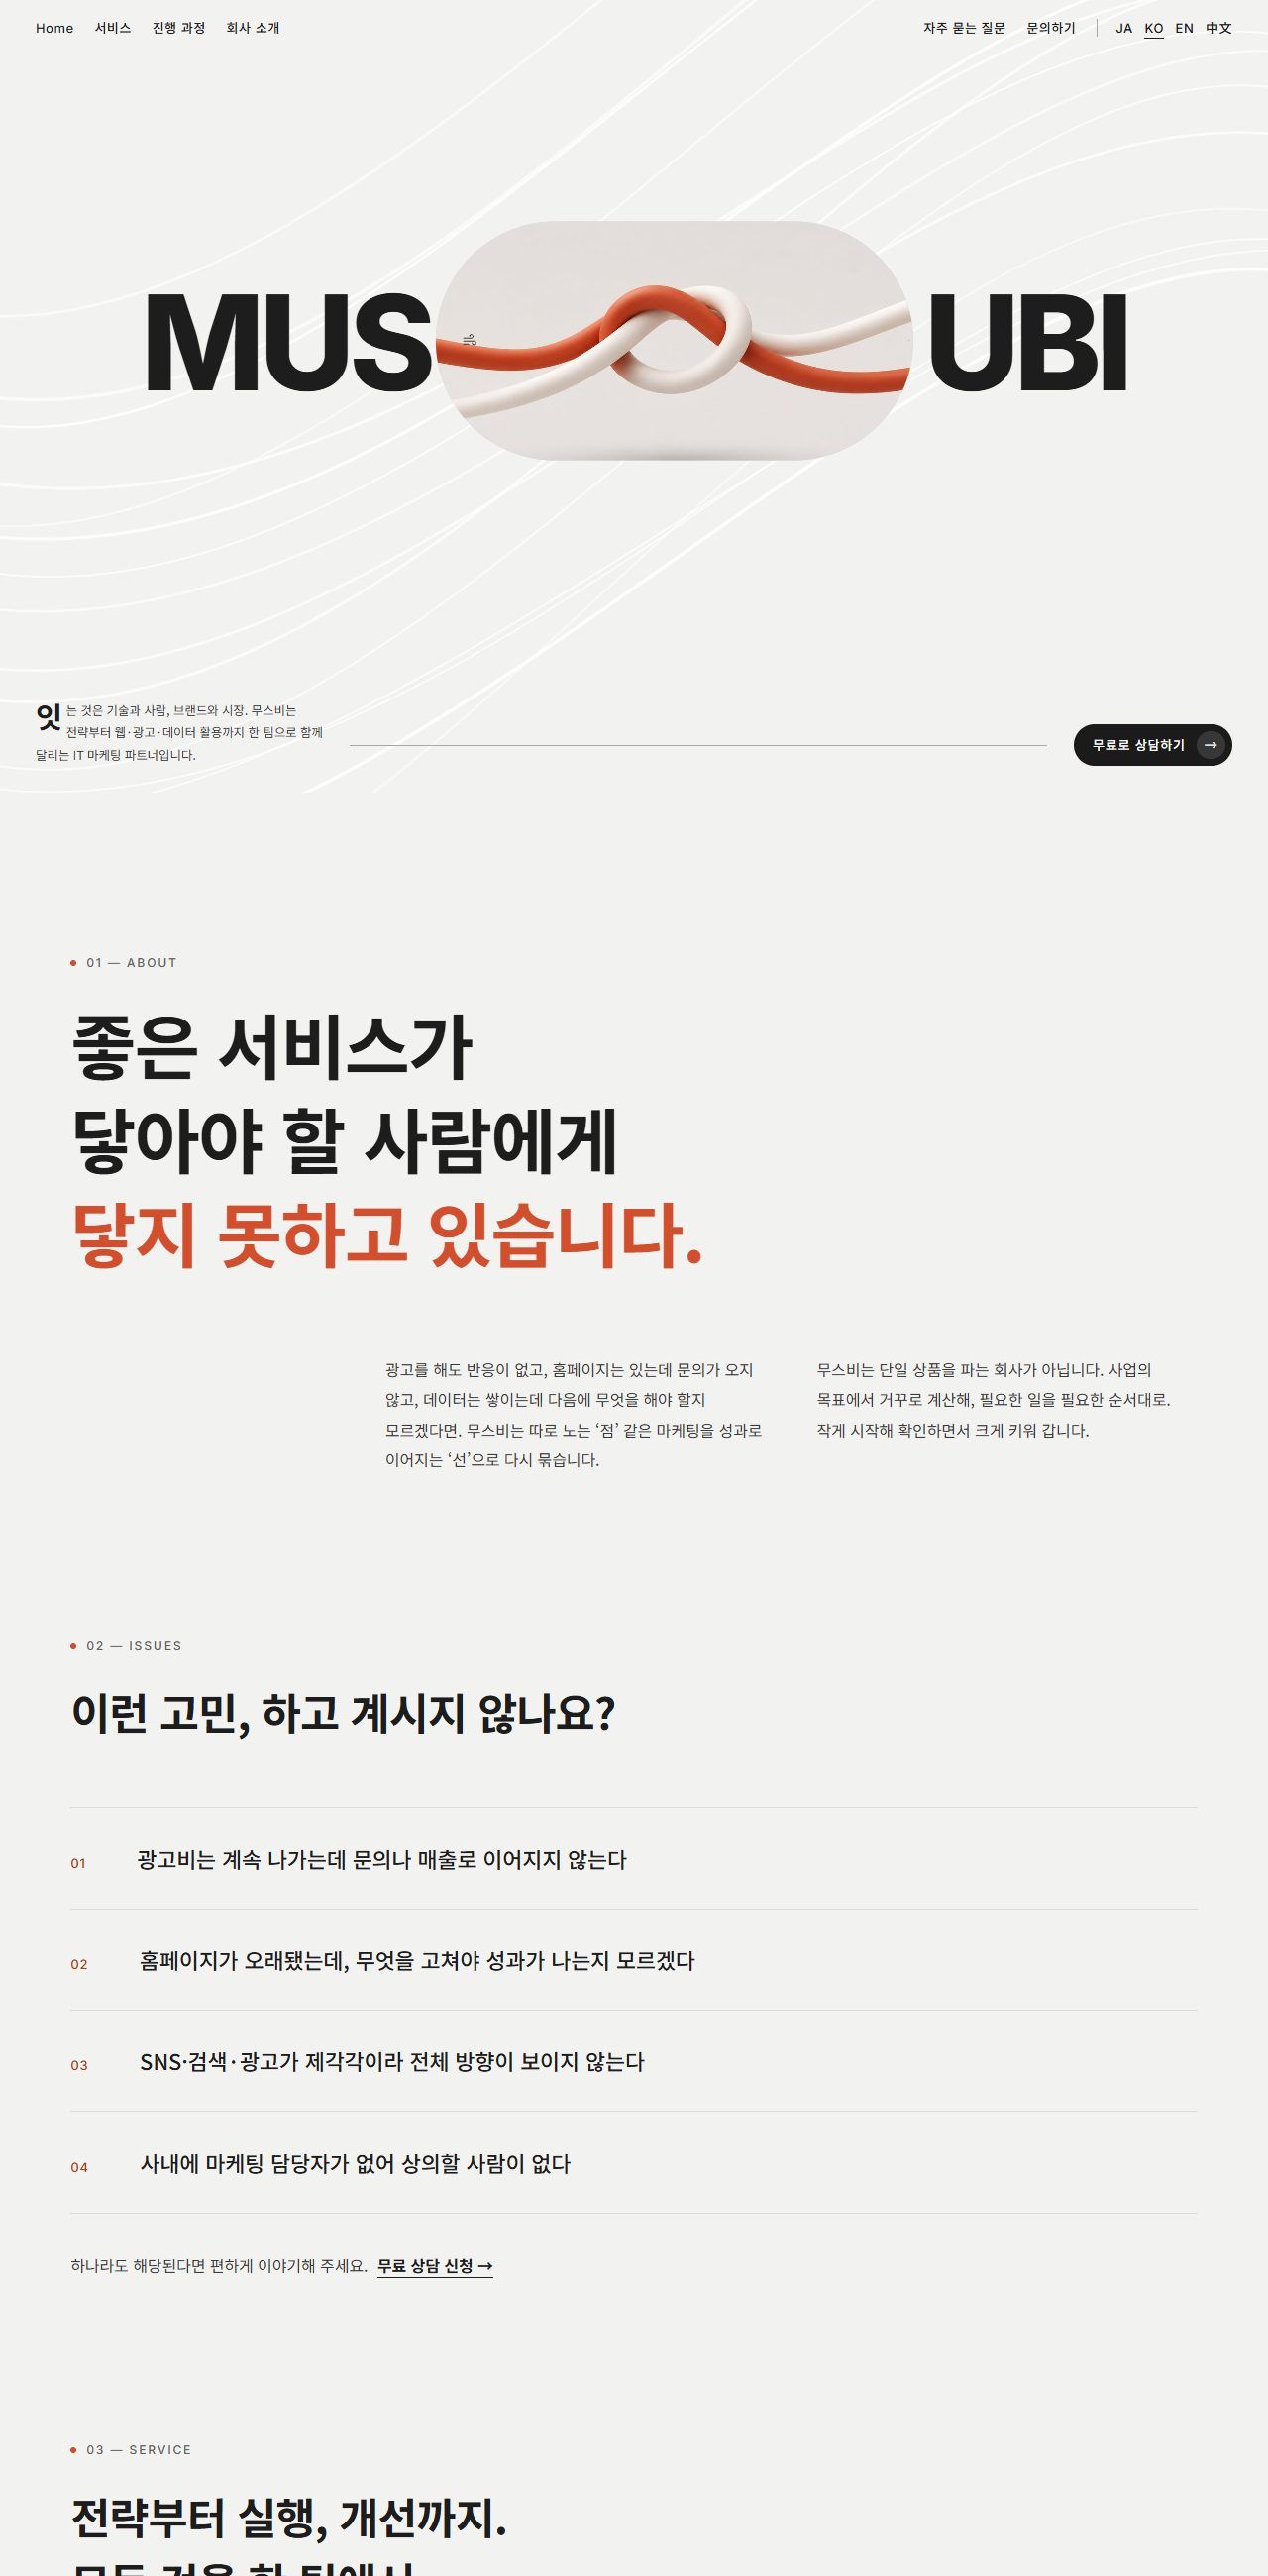 Home 서비스 진행 과정 회사 소개
자주 묻는 질문 문의하기 JA KO EN 中文
MUS UBI
잇는 것은 기술과 사람, 브랜드와 시장. 무스비는
전략부터 웹·광고·데이터 활용까지 한 팀으로 함께
달리는 IT 마케팅 파트너입니다.
무료로 상담하기 →
01 — ABOUT
좋은 서비스가
닿아야 할 사람에게
닿지 못하고 있습니다.
광고를 해도 반응이 없고, 홈페이지는 있는데 문의가 오지
않고, 데이터는 쌓이는데 다음에 무엇을 해야 할지
모르겠다면. 무스비는 따로 노는 ‘점’ 같은 마케팅을 성과로
이어지는 ‘선’으로 다시 묶습니다.
무스비는 단일 상품을 파는 회사가 아닙니다. 사업의
목표에서 거꾸로 계산해, 필요한 일을 필요한 순서대로.
작게 시작해 확인하면서 크게 키워 갑니다.
02 — ISSUES
이런 고민, 하고 계시지 않나요?
01 광고비는 계속 나가는데 문의나 매출로 이어지지 않는다
02 홈페이지가 오래됐는데, 무엇을 고쳐야 성과가 나는지 모르겠다
03 SNS·검색·광고가 제각각이라 전체 방향이 보이지 않는다
04 사내에 마케팅 담당자가 없어 상의할 사람이 없다
하나라도 해당된다면 편하게 이야기해 주세요. 무료 상담 신청 →
03 — SERVICE
전략부터 실행, 개선까지.